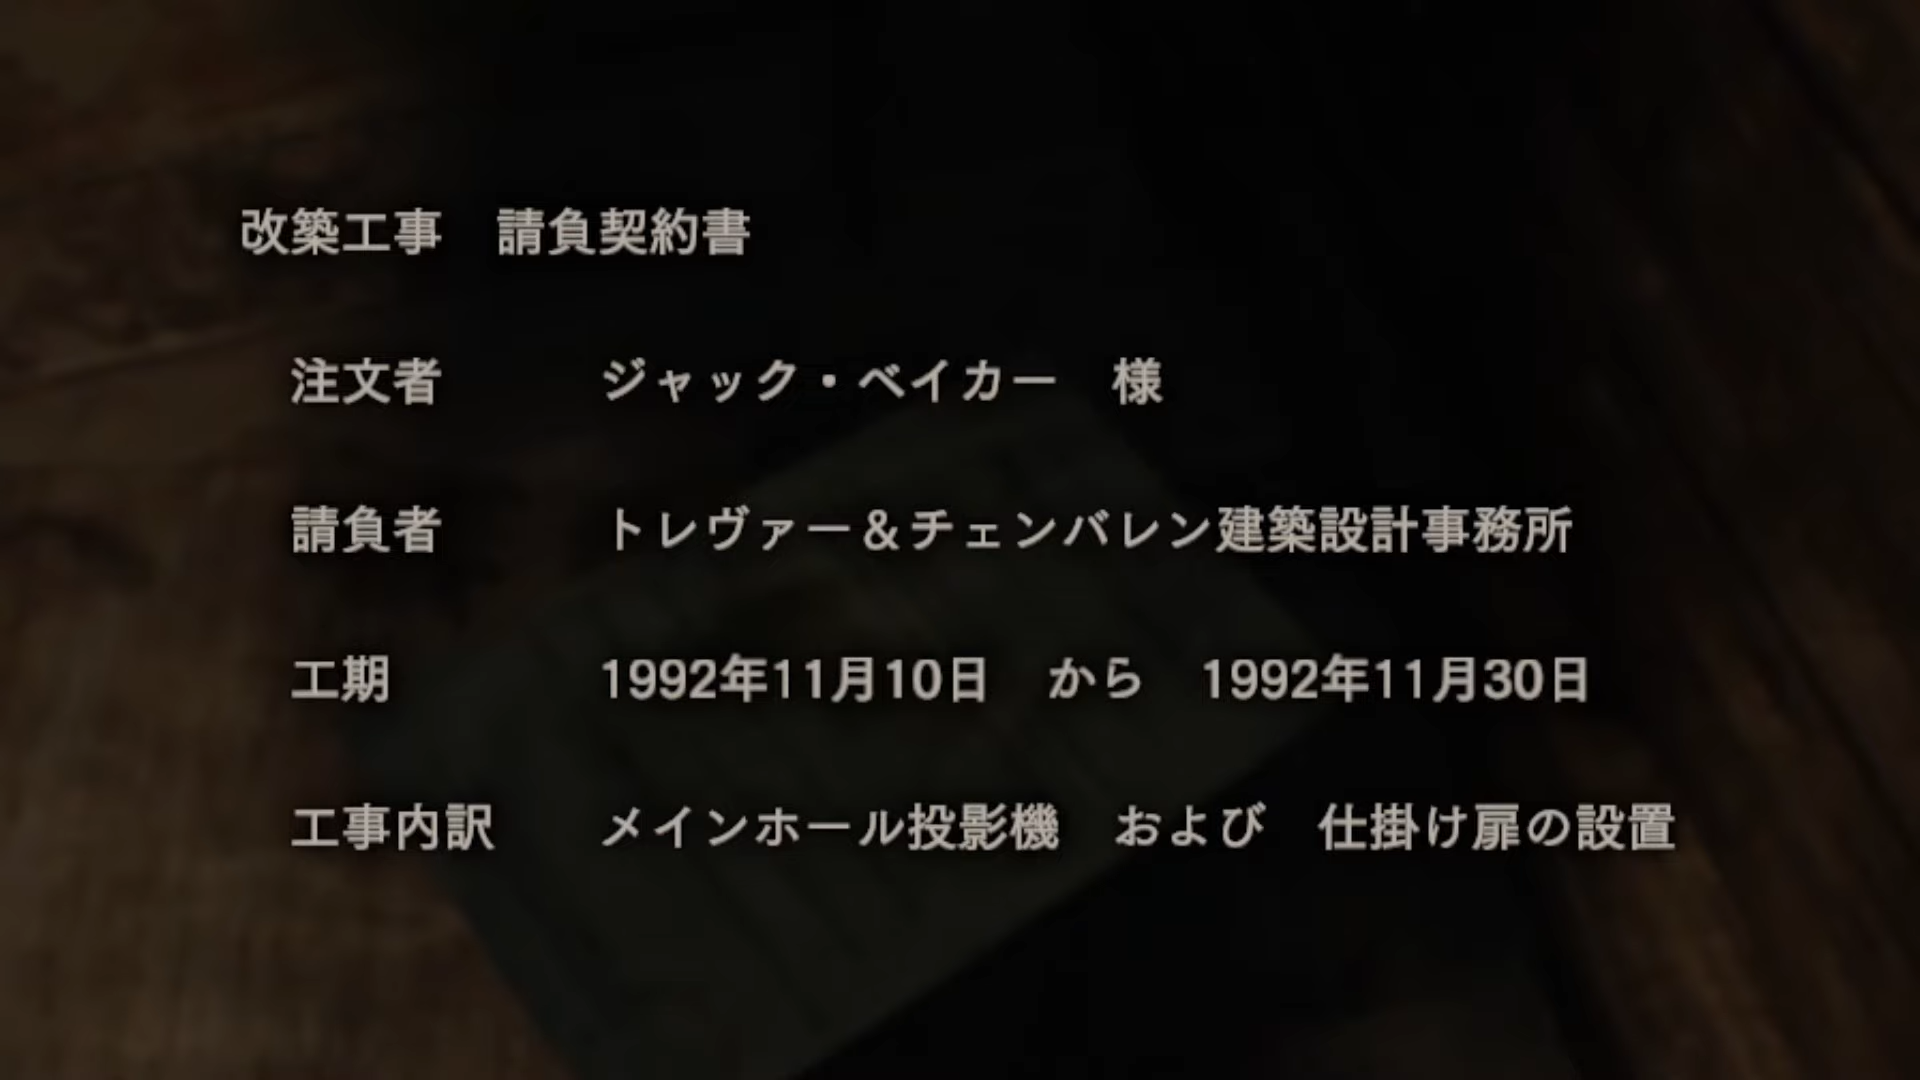 改築工事　請負契約書
注文者　　　ジャック・ベイカー　様
請負者　　　トレヴァー＆チェンバレン建築設計事務所
工期　　　　1992年11月10日　から　1992年11月30日
工事内訳　　メインホール投影機　および　仕掛け扉の設置